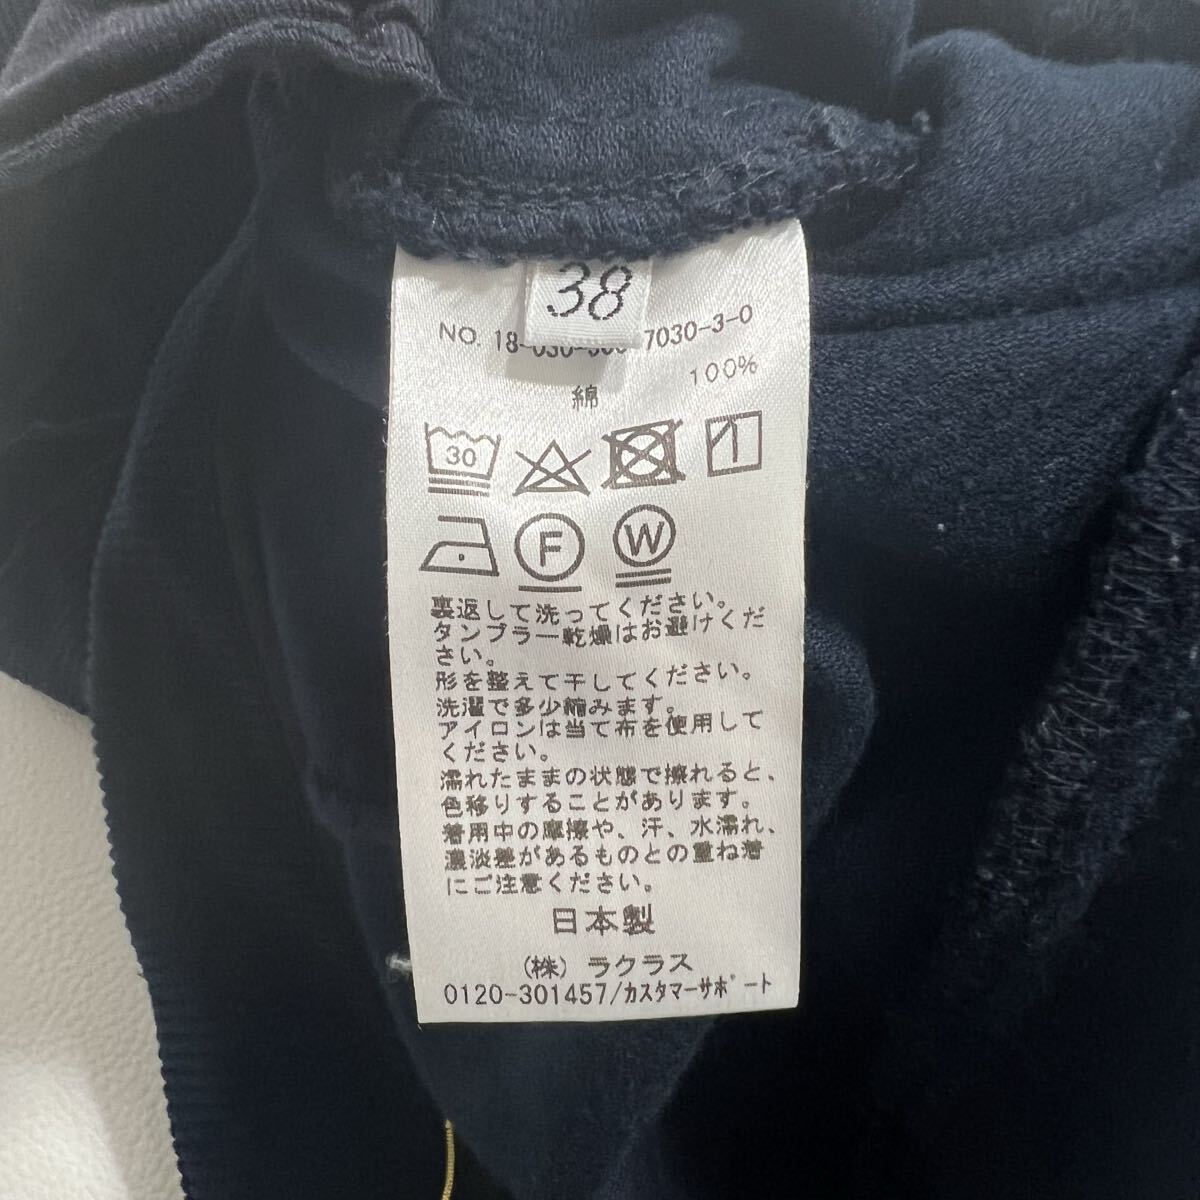 38
NO. 18-030- 7030-3-0
綿 100%
30
F W
裏返して洗ってください。
タンブラー乾燥はお避けくだ
さい。
形を整えて干してください。
洗濯で多少縮みます。
アイロンは当て布を使用して
ください。
濡れたままの状態で擦れると、
色移りすることがあります。
着用中の摩擦や、汗、水濡れ、
濃淡差があるものとの重ね着
にご注意ください。
日本製
(株) ラクラス
0120-301457/カスタマーサポート